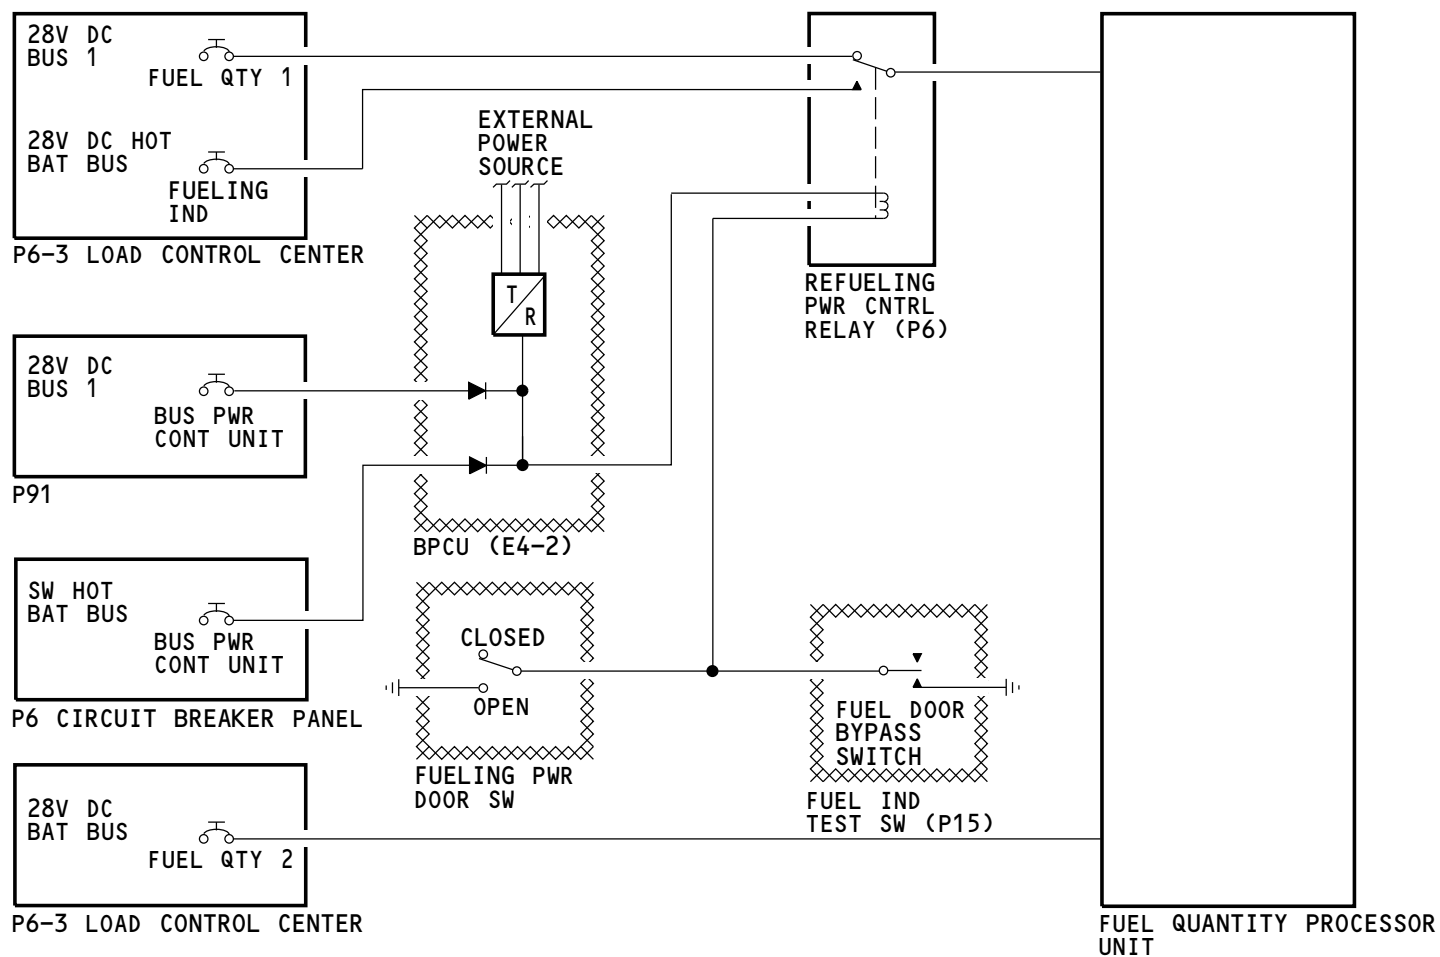 28V DC
BUS 1
FUEL QTY 1
28V DC HOT
BAT BUS
FUELING
IND
P6-3 LOAD CONTROL CENTER
EXTERNAL
POWER
SOURCE
T
R
REFUELING
PWR CNTRL
RELAY (P6)
28V DC
BUS 1
BUS PWR
CONT UNIT
P91
BPCU (E4-2)
SW HOT
BAT BUS
BUS PWR
CONT UNIT
P6 CIRCUIT BREAKER PANEL
CLOSED
OPEN
FUELING PWR
DOOR SW
FUEL DOOR
BYPASS
SWITCH
FUEL IND
TEST SW (P15)
28V DC
BAT BUS
FUEL QTY 2
P6-3 LOAD CONTROL CENTER
FUEL QUANTITY PROCESSOR
UNIT